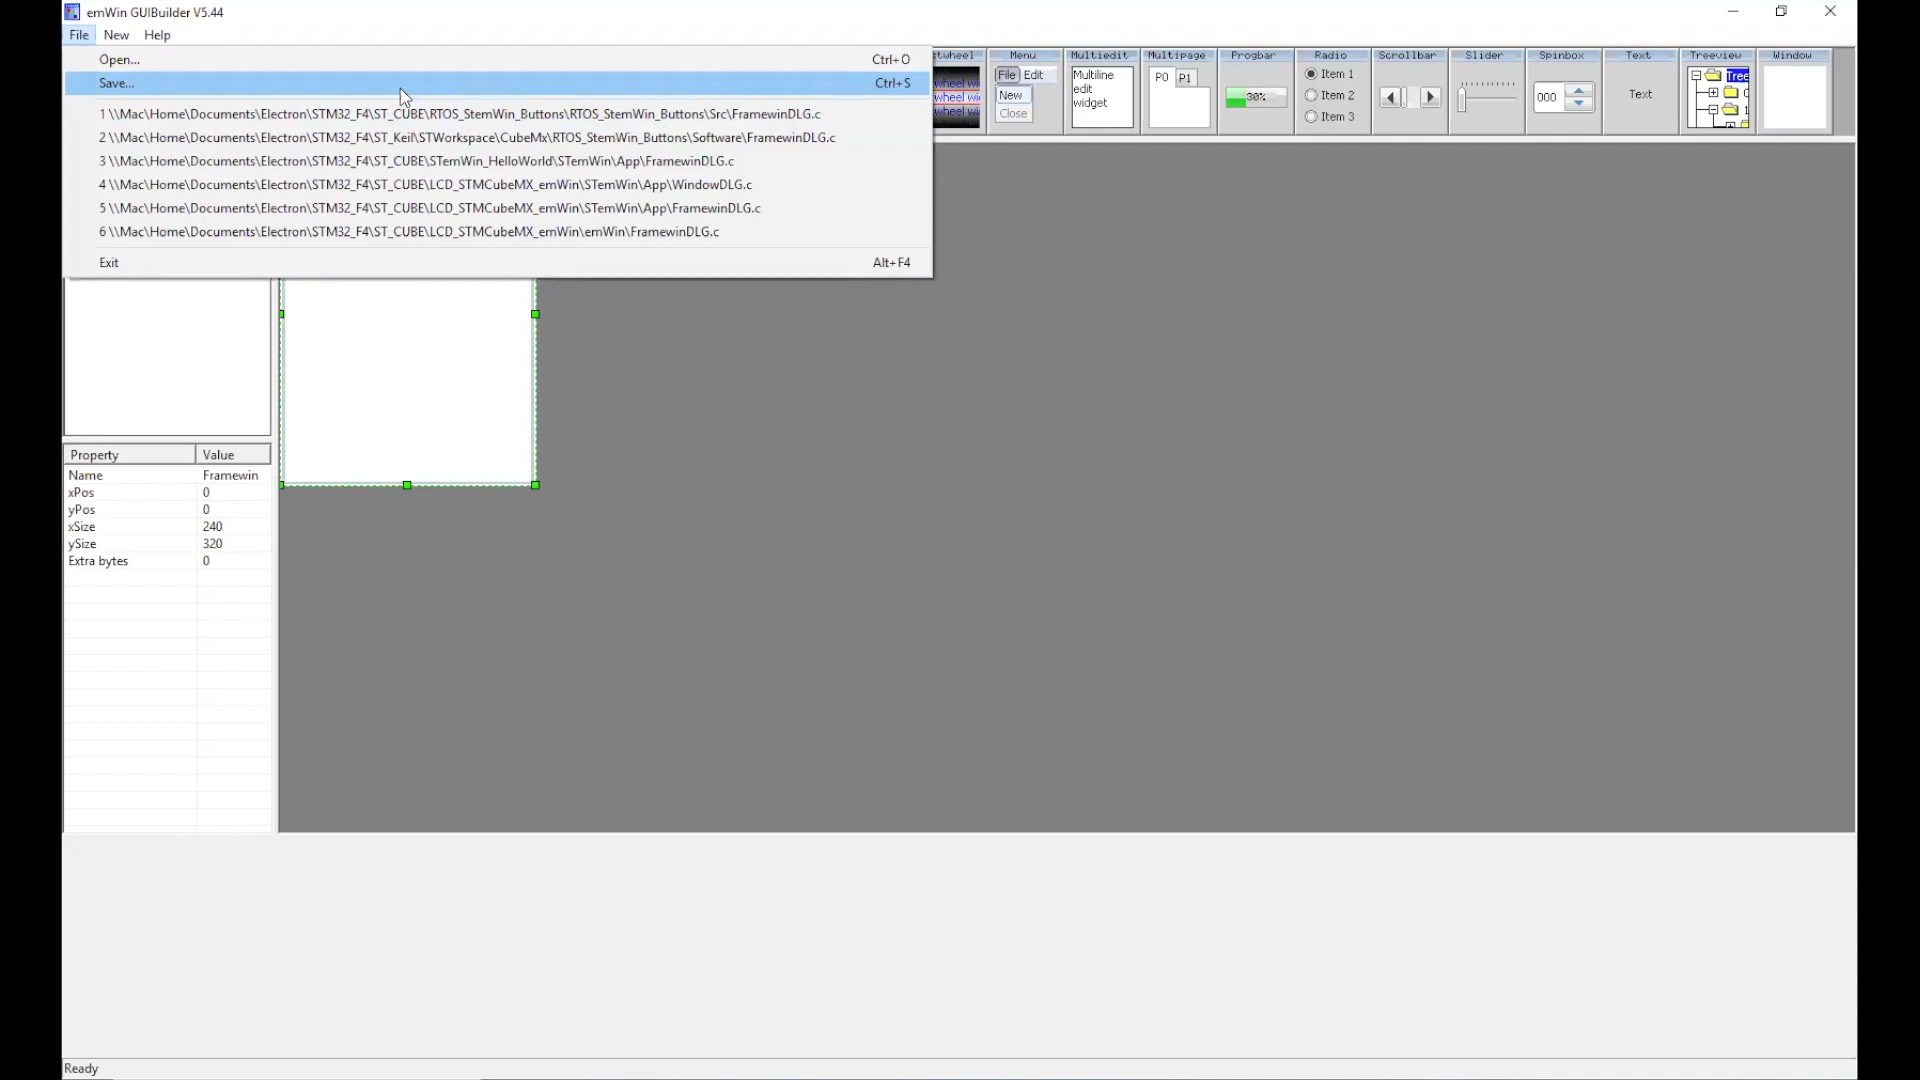 emWin GUIBuilder V5.44
File New Help
Open... Ctrl+O
Save... Ctrl+S
1 \\Mac\Home\Documents\Electron\STM32_F4\ST_CUBE\RTOS_StemWin_Buttons\RTOS_StemWin_Buttons\Src\FramewinDLG.c
2 \\Mac\Home\Documents\Electron\STM32_F4\ST_Keil\STWorkspace\CubeMx\RTOS_StemWin_Buttons\Software\FramewinDLG.c
3 \\Mac\Home\Documents\Electron\STM32_F4\ST_CUBE\STemWin_HelloWorld\STemWin\App\FramewinDLG.c
4 \\Mac\Home\Documents\Electron\STM32_F4\ST_CUBE\LCD_STMCubeMX_emWin\STemWin\App\WindowDLG.c
5 \\Mac\Home\Documents\Electron\STM32_F4\ST_CUBE\LCD_STMCubeMX_emWin\STemWin\App\FramewinDLG.c
6 \\Mac\Home\Documents\Electron\STM32_F4\ST_CUBE\LCD_STMCubeMX_emWin\emWin\FramewinDLG.c
Exit Alt+F4
stwheel Menu Multiedit Multipage Progbar Radio Scrollbar Slider Spinbox Text Treeview Window
wheel
wheel
wheel
File Edit
New
Close
Multiline
edit
widget
P0 P1
30%
Item 1
Item 2
Item 3
000
Text
Tree
Property Value
Name Framewin
xPos 0
yPos 0
xSize 240
ySize 320
Extra bytes 0
Ready